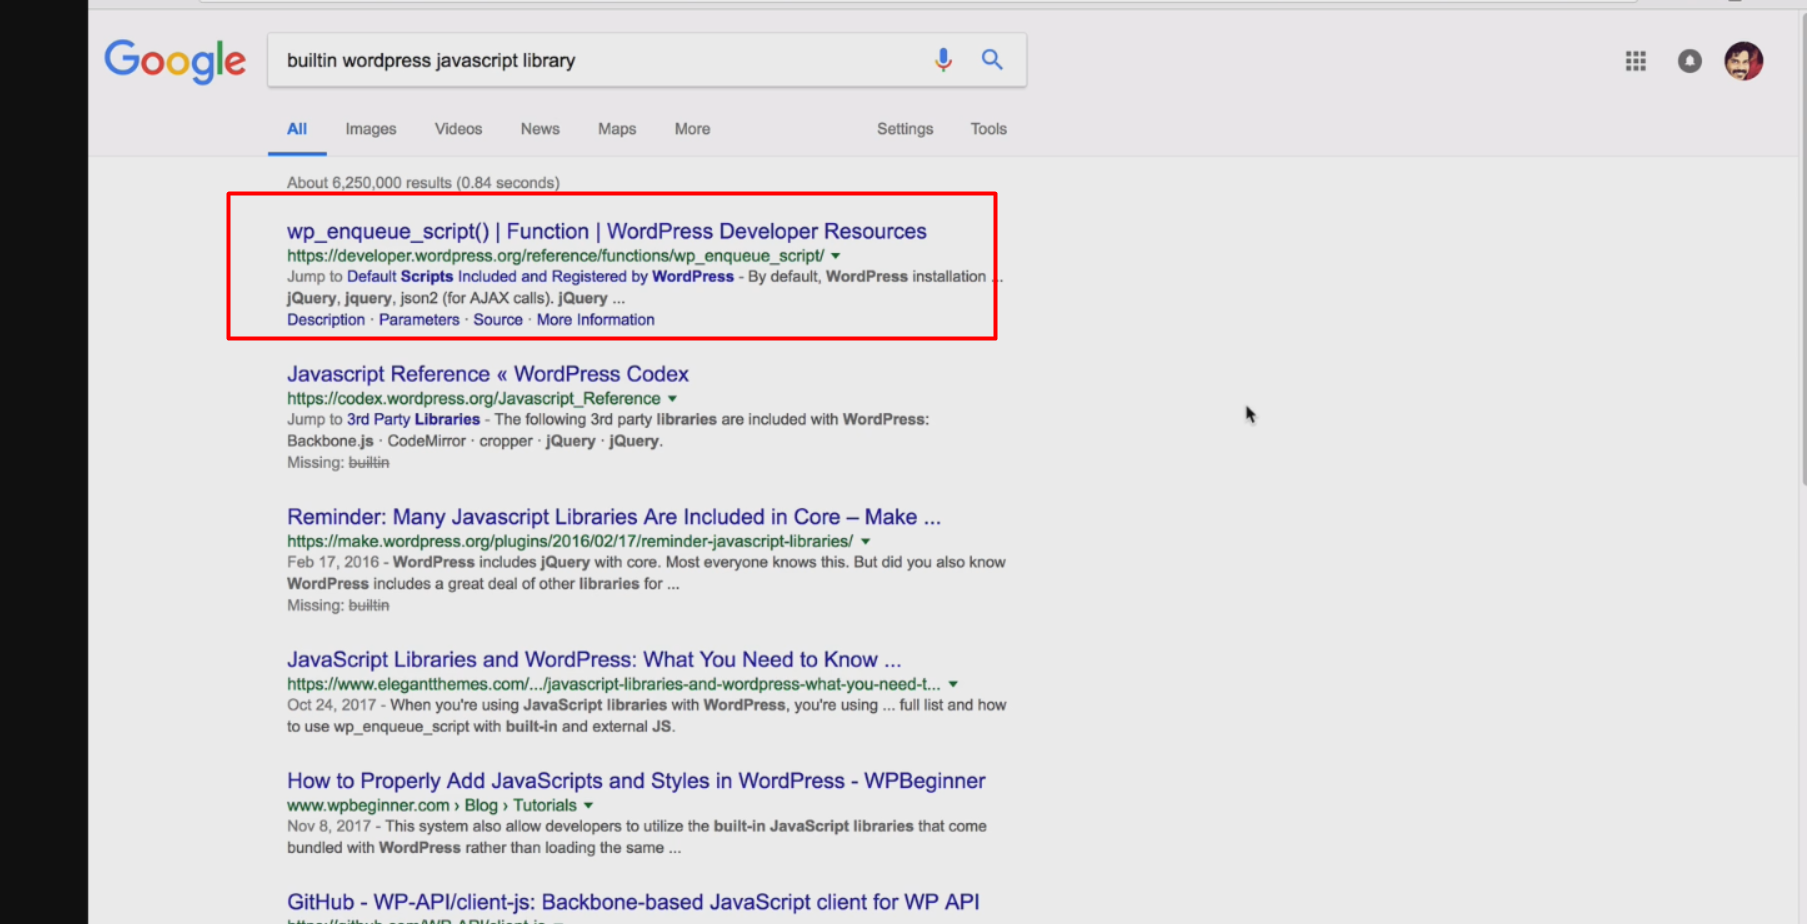 Google
builtin wordpress javascript library
All Images Videos News Maps More Settings Tools
About 6,250,000 results (0.84 seconds)
wp_enqueue_script() | Function | WordPress Developer Resources
https://developer.wordpress.org/reference/functions/wp_enqueue_script/
Jump to Default Scripts Included and Registered by WordPress - By default, WordPress installation ...
jQuery, jquery, json2 (for AJAX calls). jQuery ...
Description · Parameters · Source · More Information
Javascript Reference « WordPress Codex
https://codex.wordpress.org/Javascript_Reference
Jump to 3rd Party Libraries - The following 3rd party libraries are included with WordPress:
Backbone.js · CodeMirror · cropper · jQuery · jQuery.
Missing: builtin
Reminder: Many Javascript Libraries Are Included in Core – Make ...
https://make.wordpress.org/plugins/2016/02/17/reminder-javascript-libraries/
Feb 17, 2016 - WordPress includes jQuery with core. Most everyone knows this. But did you also know
WordPress includes a great deal of other libraries for ...
Missing: builtin
JavaScript Libraries and WordPress: What You Need to Know ...
https://www.elegantthemes.com/.../javascript-libraries-and-wordpress-what-you-need-t...
Oct 24, 2017 - When you're using JavaScript libraries with WordPress, you're using ... full list and how
to use wp_enqueue_script with built-in and external JS.
How to Properly Add JavaScripts and Styles in WordPress - WPBeginner
www.wpbeginner.com › Blog › Tutorials
Nov 8, 2017 - This system also allow developers to utilize the built-in JavaScript libraries that come
bundled with WordPress rather than loading the same ...
GitHub - WP-API/client-js: Backbone-based JavaScript client for WP API